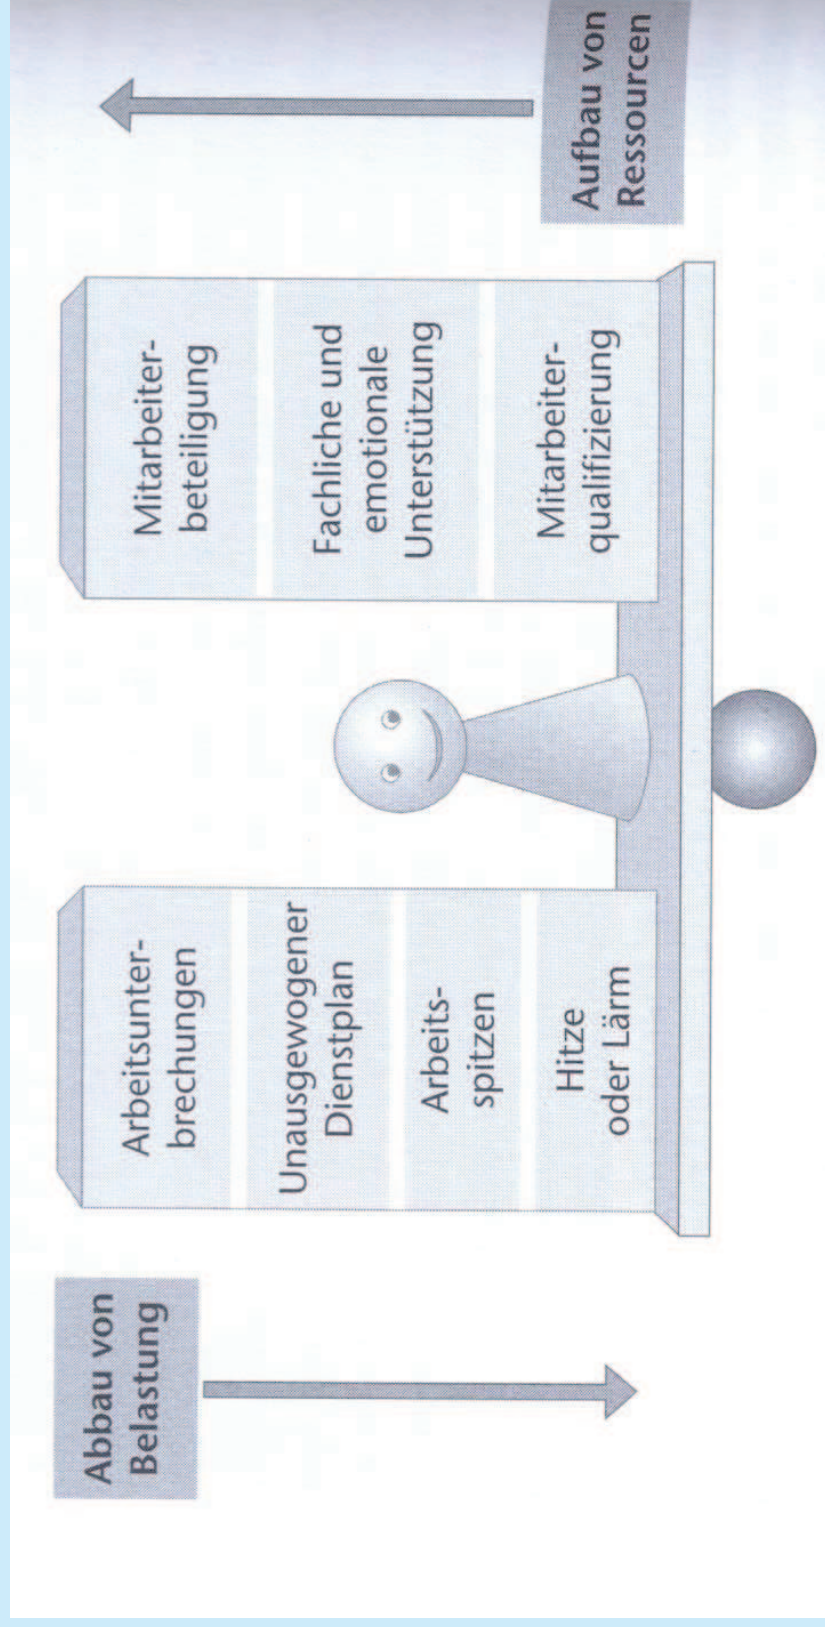 Abbau von
Belastung
Arbeitsunter-
brechungen
Unausgewogener
Dienstplan
Arbeits-
spitzen
Hitze
oder Lärm
Mitarbeiter-
beteiligung
Fachliche und
emotionale
Unterstützung
Mitarbeiter-
qualifizierung
Aufbau von
Ressourcen